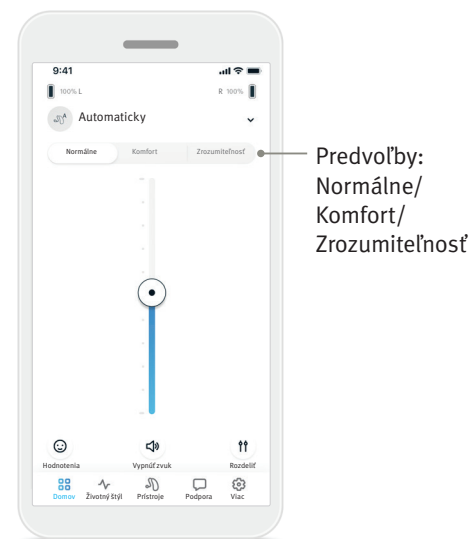 9:41
100% L
R 100%
Automaticky
Normálne Komfort Zrozumiteľnosť
Predvoľby:
Normálne/
Komfort/
Zrozumiteľnosť
Hodnotenia Vypnúť zvuk Rozdeliť
Domov Životný štýl Prístroje Podpora Viac